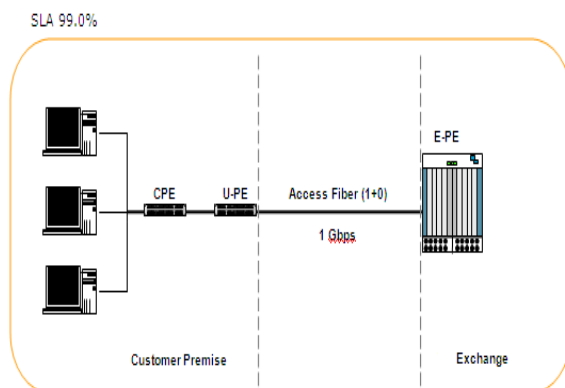 SLA 99.0%
E-PE
CPE
U-PE
Access Fiber (1+0)
1 Gbps
Customer Premise
Exchange